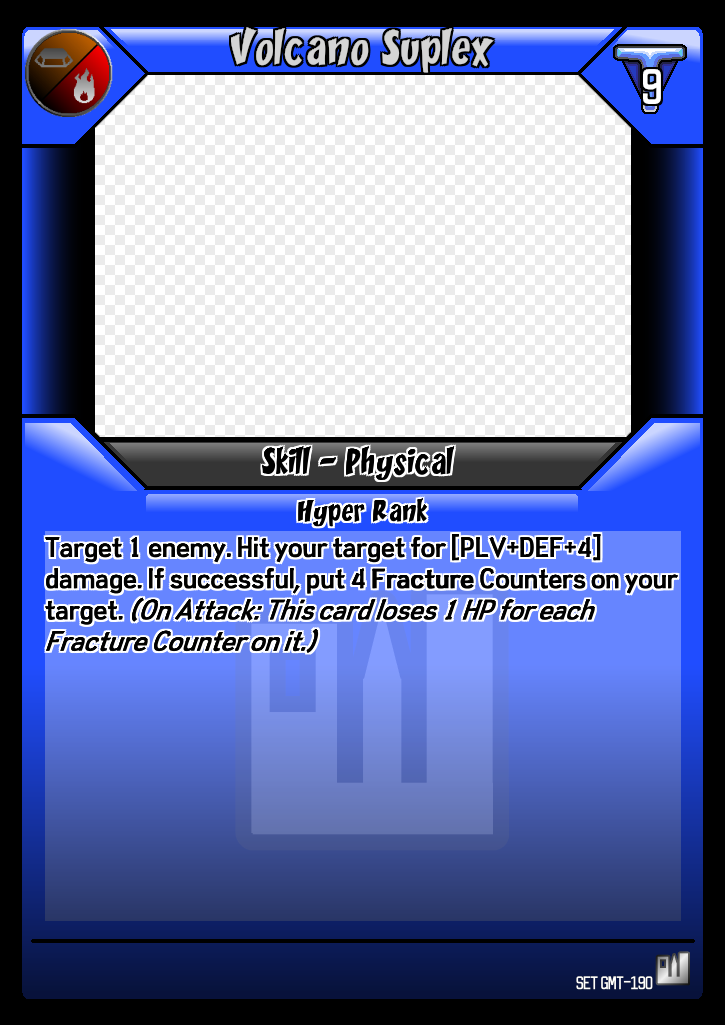 Volcano Suplex
9
Skill - Physical
Hyper Rank
Target 1 enemy. Hit your target for [PLV+DEF+4]
damage. If successful, put 4 Fracture Counters on your
target. (On Attack: This card loses 1 HP for each
Fracture Counter on it.)
SET GMT-190